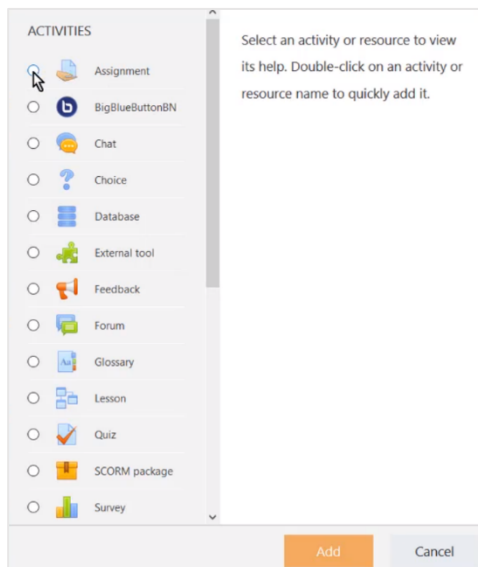 ACTIVITIES
Assignment
b BigBlueButtonBN
Chat
? Choice
Database
External tool
Feedback
Forum
Aa Glossary
Lesson
Quiz
SCORM package
Survey
Select an activity or resource to view
its help. Double-click on an activity or
resource name to quickly add it.
Add
Cancel